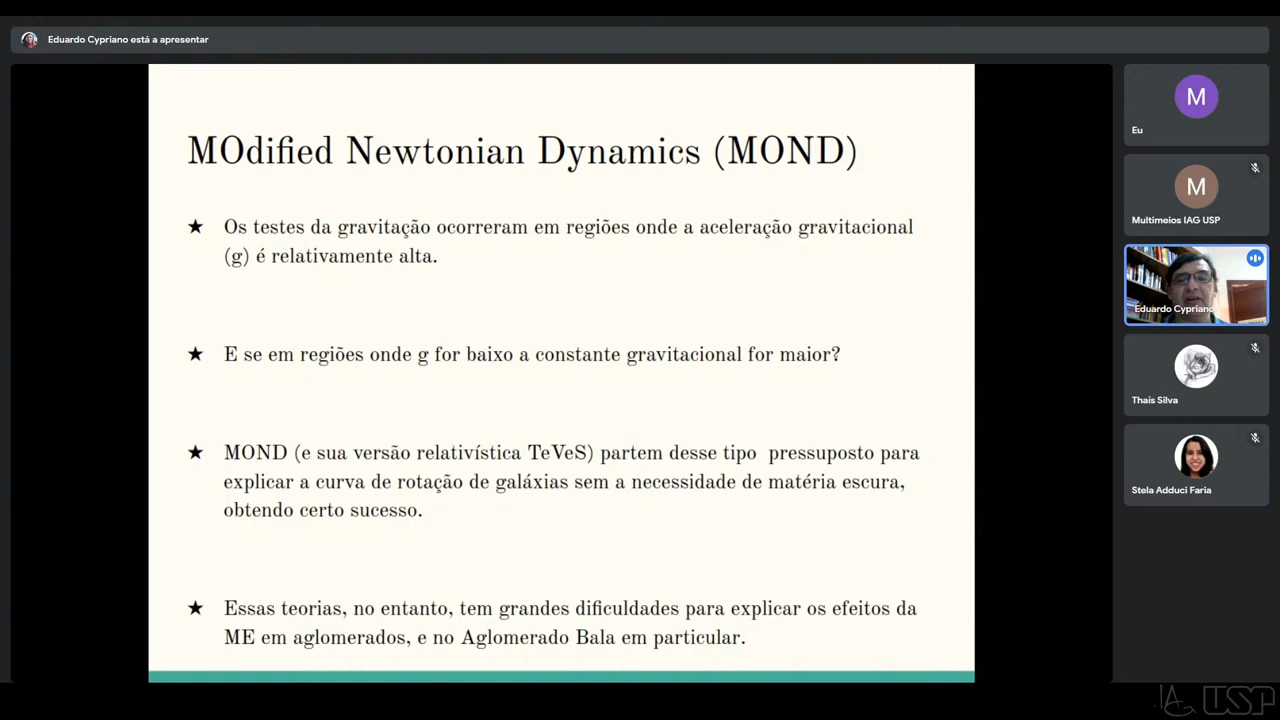 Eduardo Cypriano está a apresentar
MOdified Newtonian Dynamics (MOND)
★ Os testes da gravitação ocorreram em regiões onde a aceleração gravitacional
(g) é relativamente alta.
★ E se em regiões onde g for baixo a constante gravitacional for maior?
★ MOND (e sua versão relativística TeVeS) partem desse tipo pressuposto para
explicar a curva de rotação de galáxias sem a necessidade de matéria escura,
obtendo certo sucesso.
★ Essas teorias, no entanto, tem grandes dificuldades para explicar os efeitos da
ME em aglomerados, e no Aglomerado Bala em particular.
M
Eu
M
Multimeios IAG USP
Eduardo Cypriano
Thais Silva
Stela Adduci Faria
USP